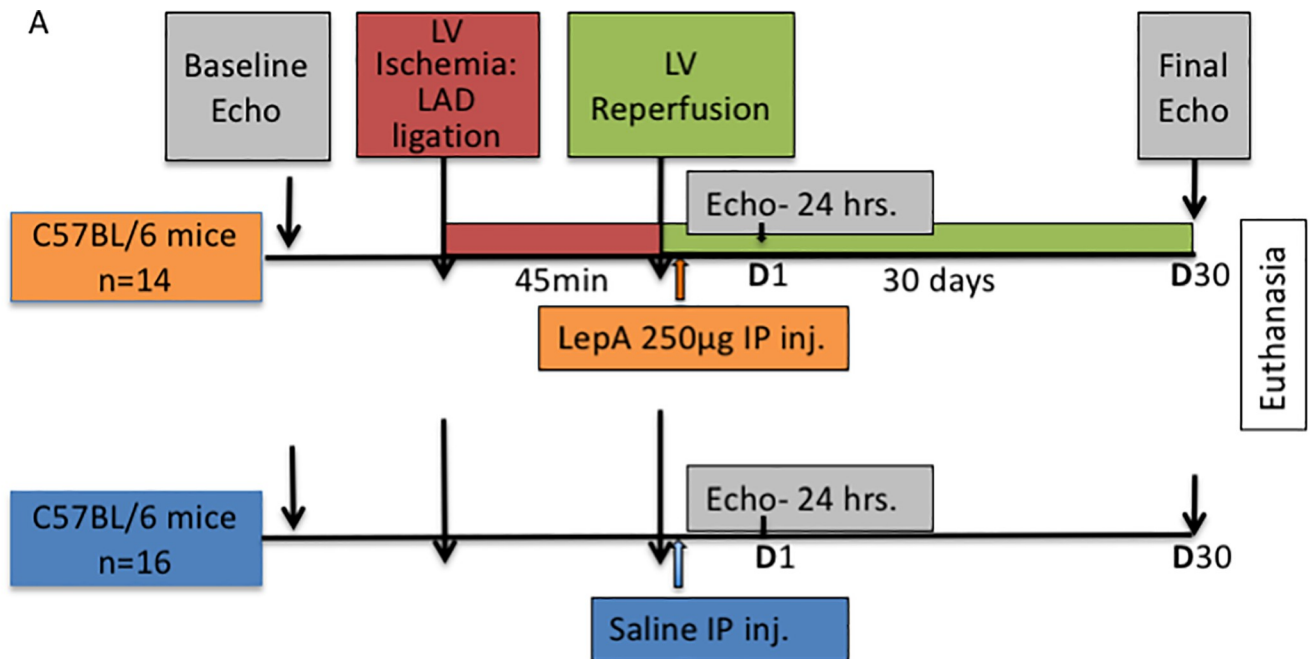 A
Baseline
Echo
LV
Ischemia:
LAD
ligation
LV
Reperfusion
Final
Echo
Echo- 24 hrs.
C57BL/6 mice
n=14
45min
D1
30 days
D30
LepA 250µg IP inj.
Euthanasia
Echo- 24 hrs.
C57BL/6 mice
n=16
D1
D30
Saline IP inj.